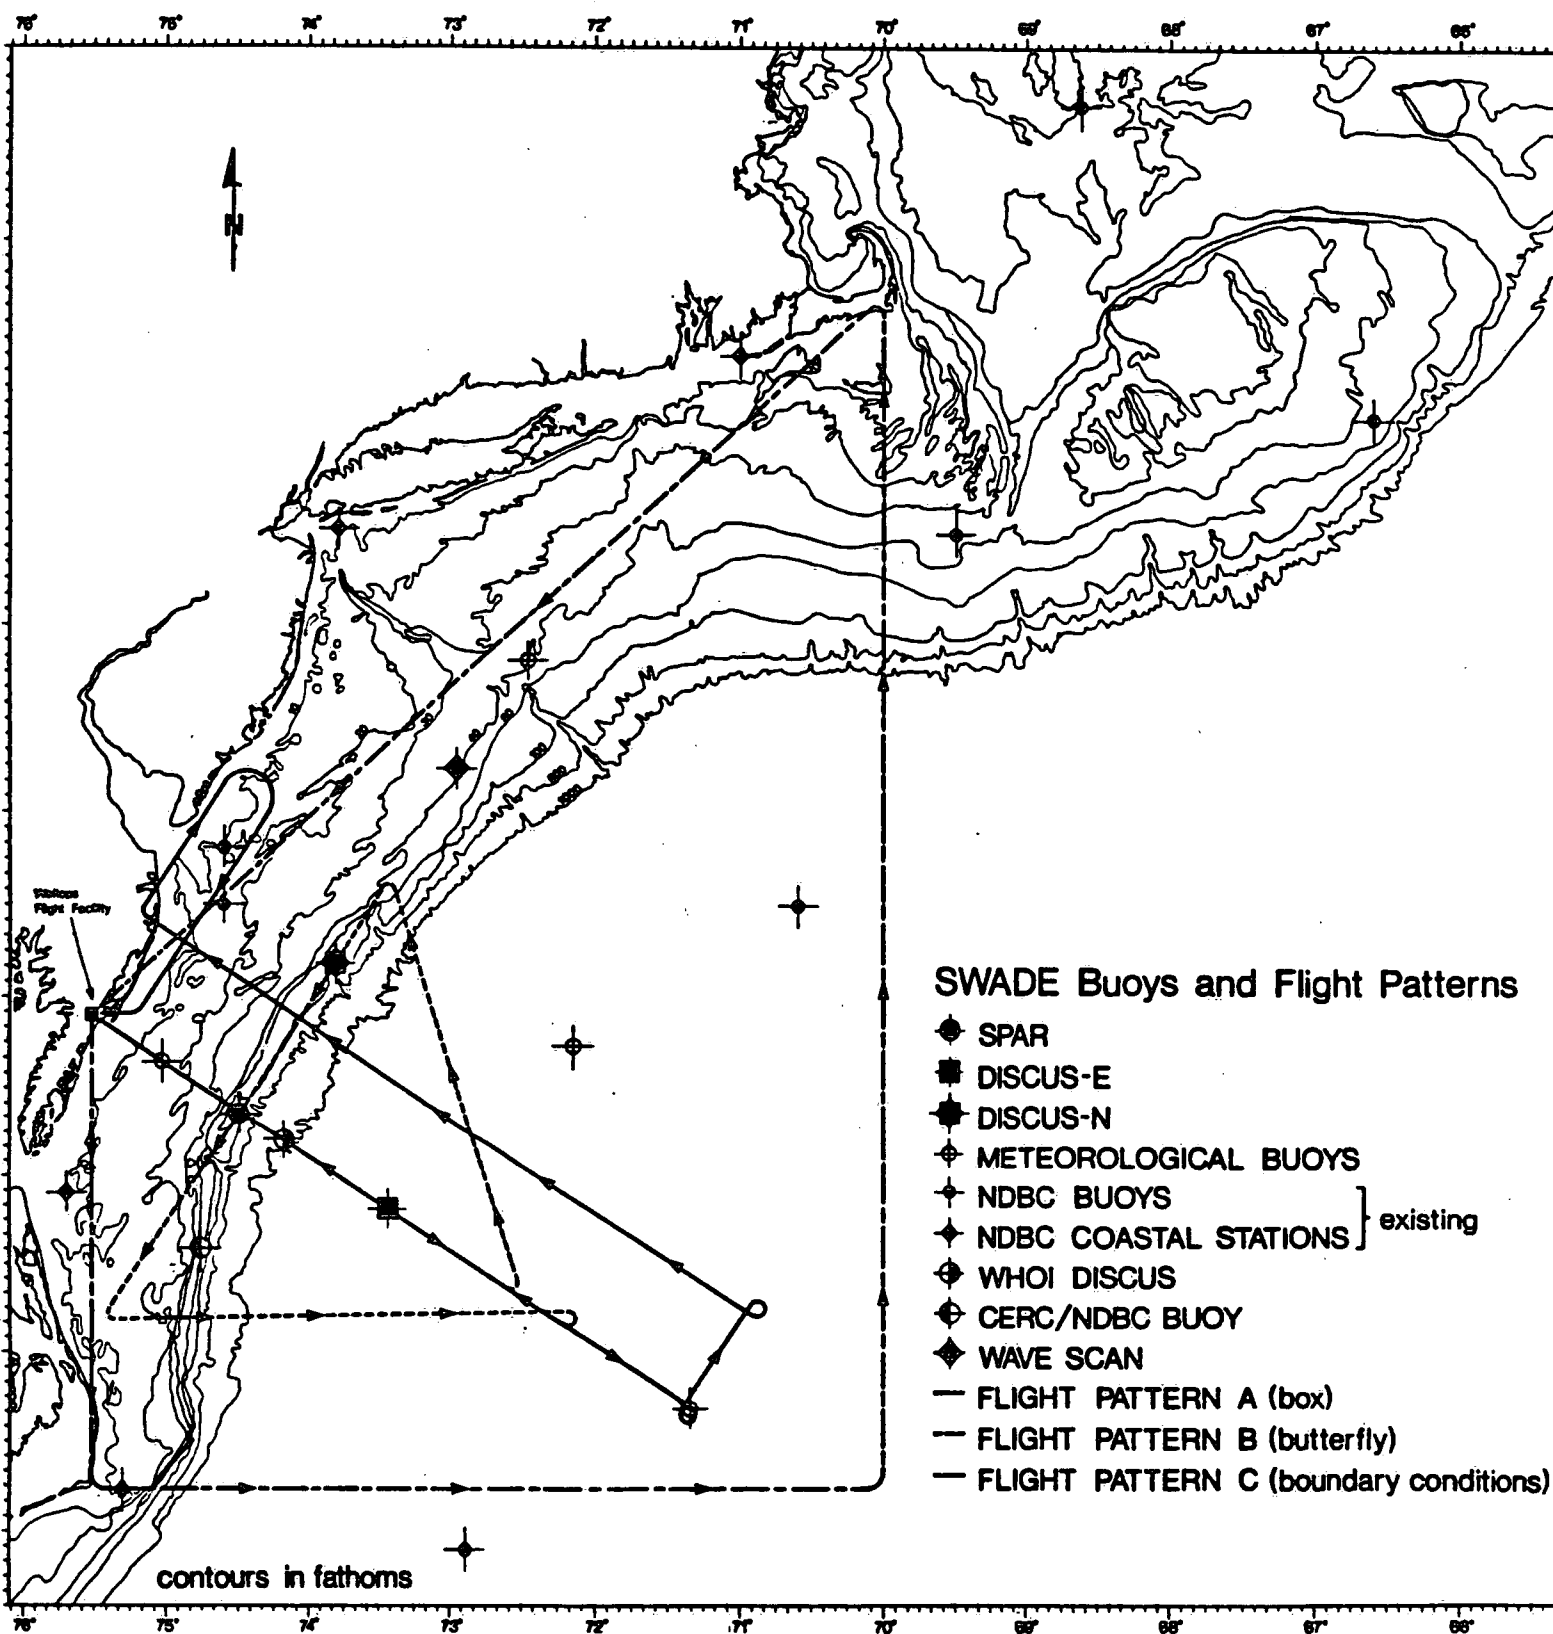 76° 75° 74° 73° 72° 71° 70° 69° 68° 67° 66°
N
Wallops
Flight Facility
SWADE Buoys and Flight Patterns
SPAR
DISCUS-E
DISCUS-N
METEOROLOGICAL BUOYS
NDBC BUOYS
existing
NDBC COASTAL STATIONS
WHOI DISCUS
CERC/NDBC BUOY
WAVE SCAN
FLIGHT PATTERN A (box)
FLIGHT PATTERN B (butterfly)
FLIGHT PATTERN C (boundary conditions)
contours in fathoms
76° 75° 74° 73° 72° 71° 70° 69° 68° 67° 66°